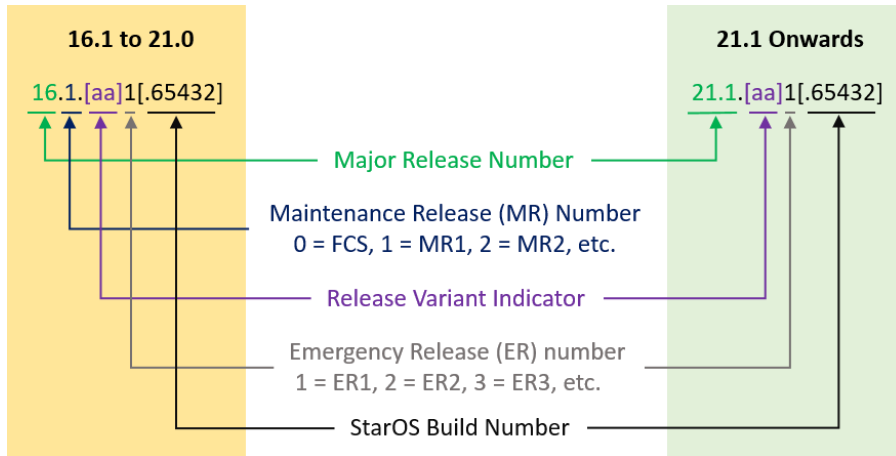 16.1 to 21.0
21.1 Onwards
16.1.[aa]1[.65432]
21.1.[aa]1[.65432]
Major Release Number
Maintenance Release (MR) Number
0 = FCS, 1 = MR1, 2 = MR2, etc.
Release Variant Indicator
Emergency Release (ER) number
1 = ER1, 2 = ER2, 3 = ER3, etc.
StarOS Build Number